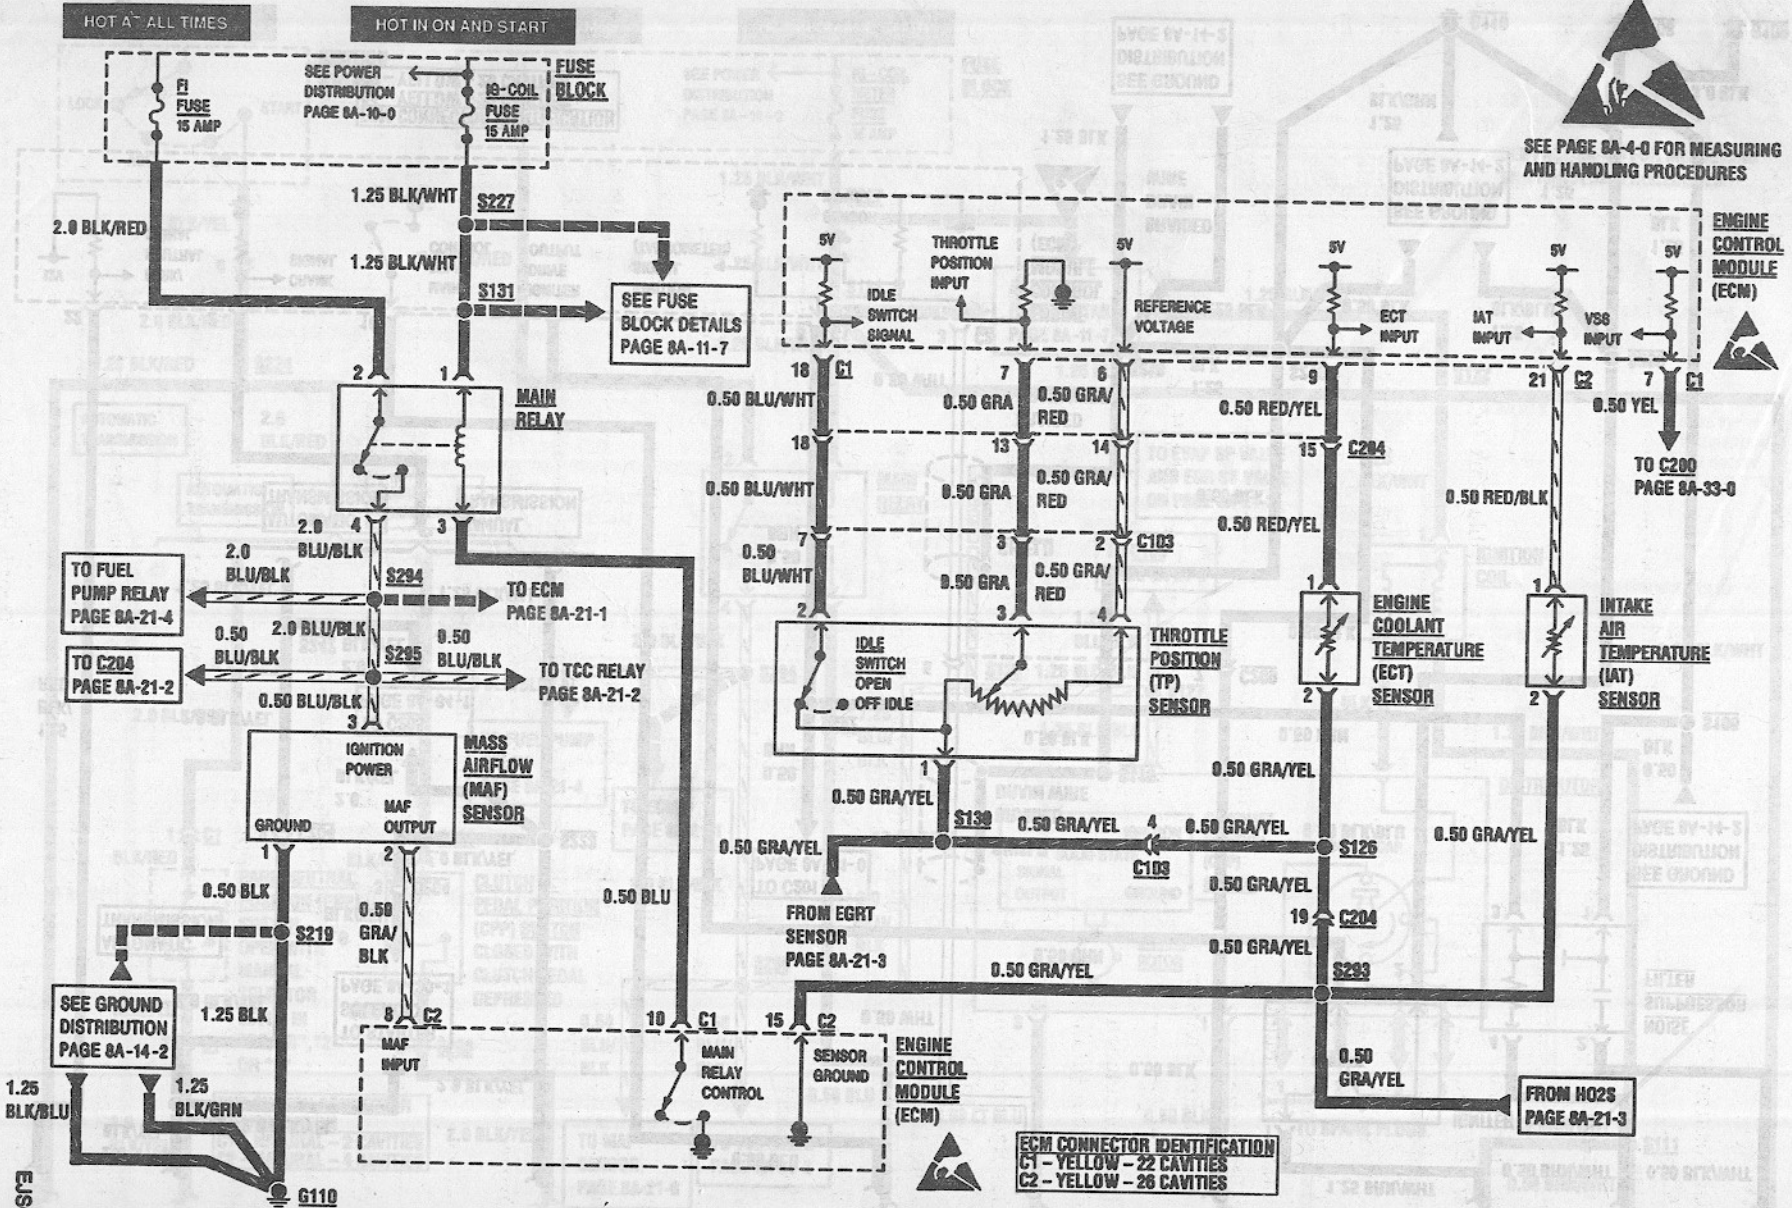 HOT AT ALL TIMES
HOT IN ON AND START
FI
FUSE
15 AMP
SEE POWER
DISTRIBUTION
PAGE 8A-10-0
IG-COIL
FUSE
15 AMP
FUSE
BLOCK
SEE PAGE 8A-4-0 FOR MEASURING
AND HANDLING PROCEDURES
2.0 BLK/RED
1.25 BLK/WHT
S227
1.25 BLK/WHT
S131
SEE FUSE
BLOCK DETAILS
PAGE 8A-11-7
5V
IDLE
SWITCH
SIGNAL
THROTTLE
POSITION
INPUT
5V
REFERENCE
VOLTAGE
5V
ECT
INPUT
5V
IAT
INPUT
5V
VSS
INPUT
ENGINE
CONTROL
MODULE
(ECM)
2
1
MAIN
RELAY
4
3
18
C1
7
6
9
21
C2
7
C1
0.50 BLU/WHT
0.50 GRA
0.50 GRA/
RED
0.50 RED/YEL
0.50 YEL
18
13
14
15
C204
TO C200
PAGE 8A-33-0
0.50 BLU/WHT
0.50 GRA
0.50 GRA/
RED
0.50 RED/YEL
0.50 RED/BLK
7
3
2
C103
0.50
BLU/WHT
0.50 GRA
0.50 GRA/
RED
2
3
4
1
1
2.0
BLU/BLK
2.0
BLU/BLK
TO FUEL
PUMP RELAY
PAGE 8A-21-4
S294
TO ECM
PAGE 8A-21-1
2.0 BLU/BLK
0.50
BLU/BLK
0.50
BLU/BLK
TO C204
PAGE 8A-21-2
S295
TO TCC RELAY
PAGE 8A-21-2
0.50 BLU/BLK
3
IDLE
SWITCH
OPEN
OFF IDLE
THROTTLE
POSITION
(TP)
SENSOR
ENGINE
COOLANT
TEMPERATURE
(ECT)
SENSOR
INTAKE
AIR
TEMPERATURE
(IAT)
SENSOR
1
2
2
IGNITION
POWER
GROUND
MAF
OUTPUT
MASS
AIRFLOW
(MAF)
SENSOR
1
2
0.50 GRA/YEL
0.50 GRA/YEL
0.50 GRA/YEL
S130
0.50 GRA/YEL
4
C103
0.50 GRA/YEL
S126
0.50 GRA/YEL
0.50 GRA/YEL
FROM EGRT
SENSOR
PAGE 8A-21-3
0.50 GRA/YEL
19
C204
0.50 GRA/YEL
S293
0.50 GRA/YEL
0.50 BLK
0.50
GRA/
BLK
0.50 BLU
S219
SEE GROUND
DISTRIBUTION
PAGE 8A-14-2
1.25 BLK
8
C2
10
C1
15
C2
MAF
INPUT
MAIN
RELAY
CONTROL
SENSOR
GROUND
ENGINE
CONTROL
MODULE
(ECM)
0.50
GRA/YEL
FROM HO2S
PAGE 8A-21-3
1.25
BLK/BLU
1.25
BLK/GRN
G110
ECM CONNECTOR IDENTIFICATION
C1 - YELLOW - 22 CAVITIES
C2 - YELLOW - 26 CAVITIES
EJS